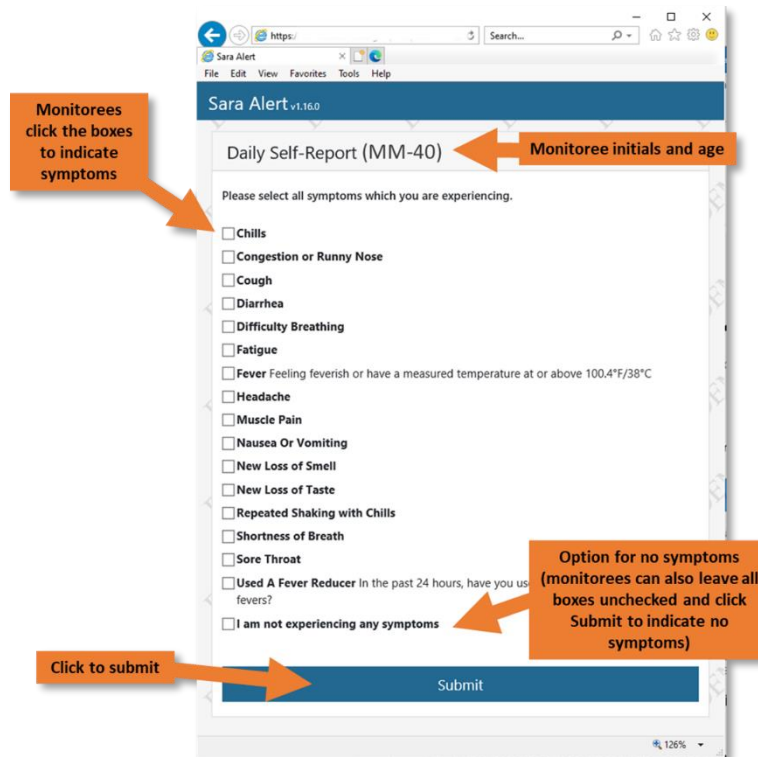 https:/
Search...
Sara Alert
File Edit View Favorites Tools Help
Sara Alert v1.16.0
Monitorees
click the boxes
to indicate
symptoms
Daily Self-Report (MM-40)
Monitoree initials and age
Please select all symptoms which you are experiencing.
Chills
Congestion or Runny Nose
Cough
Diarrhea
Difficulty Breathing
Fatigue
Fever Feeling feverish or have a measured temperature at or above 100.4°F/38°C
Headache
Muscle Pain
Nausea Or Vomiting
New Loss of Smell
New Loss of Taste
Repeated Shaking with Chills
Shortness of Breath
Sore Throat
Used A Fever Reducer In the past 24 hours, have you
fevers?
I am not experiencing any symptoms
Option for no symptoms
(monitorees can also leave all
boxes unchecked and click
Submit to indicate no
symptoms)
Click to submit
Submit
126%